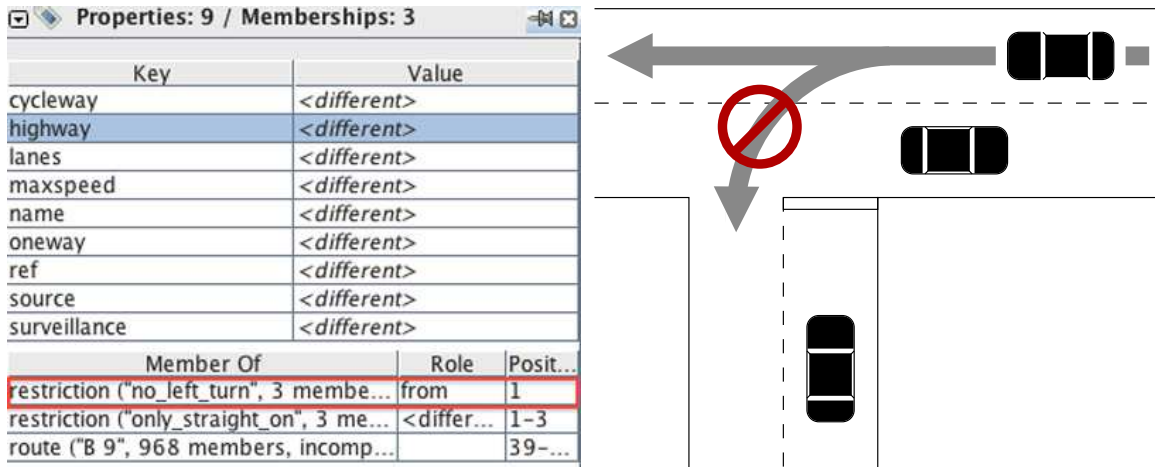 Properties: 9 / Memberships: 3
Key Value
cycleway <different>
highway <different>
lanes <different>
maxspeed <different>
name <different>
oneway <different>
ref <different>
source <different>
surveillance <different>
Member Of Role Posit...
restriction ("no_left_turn", 3 membe... from 1
restriction ("only_straight_on", 3 me... <differ... 1-3
route ("B 9", 968 members, incomp... 39-...